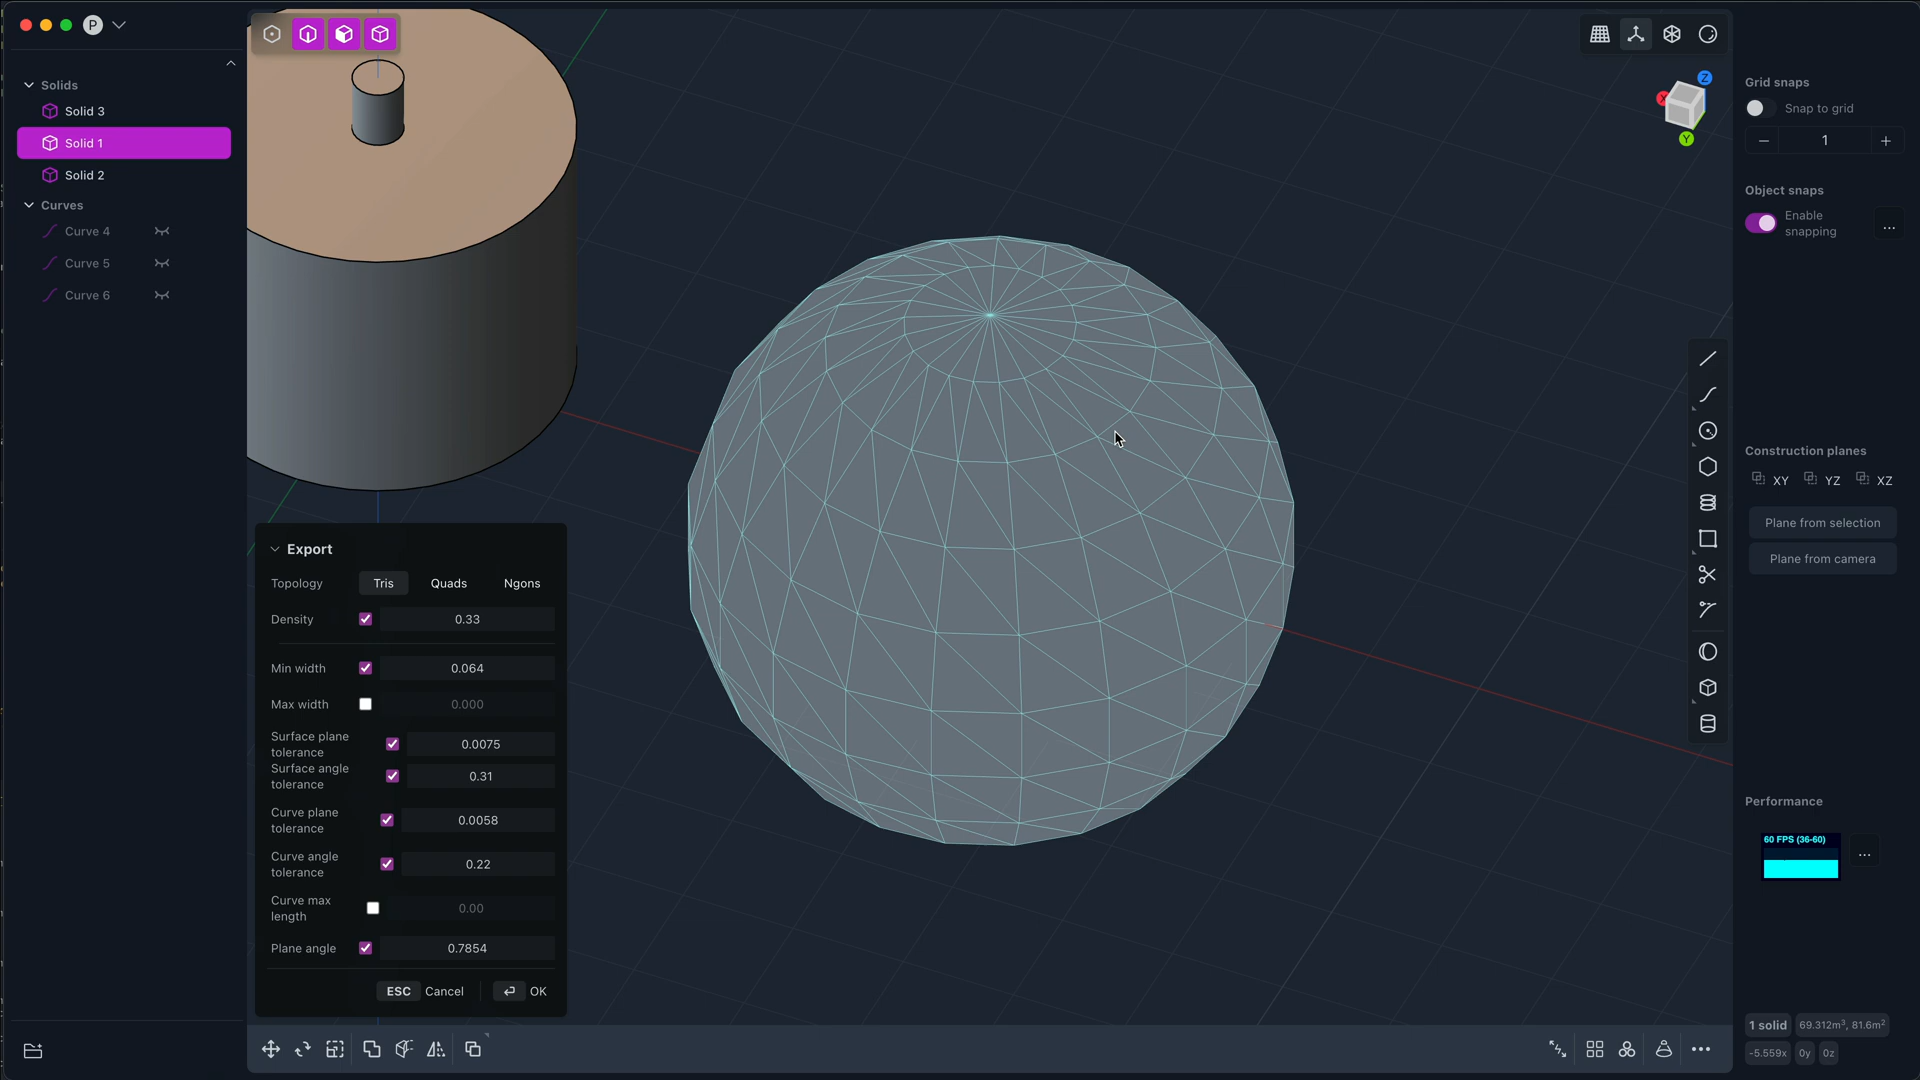 P
Solids
Solid 3
Solid 1
Solid 2
Curves
Curve 4
Curve 5
Curve 6
Export
Topology Tris Quads Ngons
Density 0.33
Min width 0.064
Max width 0.000
Surface plane tolerance 0.0075
Surface angle tolerance 0.31
Curve plane tolerance 0.0058
Curve angle tolerance 0.22
Curve max length 0.00
Plane angle 0.7854
ESC Cancel OK
Z
X
Y
Grid snaps
Snap to grid
1
Object snaps
Enable snapping
Construction planes
XY YZ XZ
Plane from selection
Plane from camera
Performance
60 FPS (36-60)
1 solid 69.312m³, 81.6m²
-5.559x 0y 0z